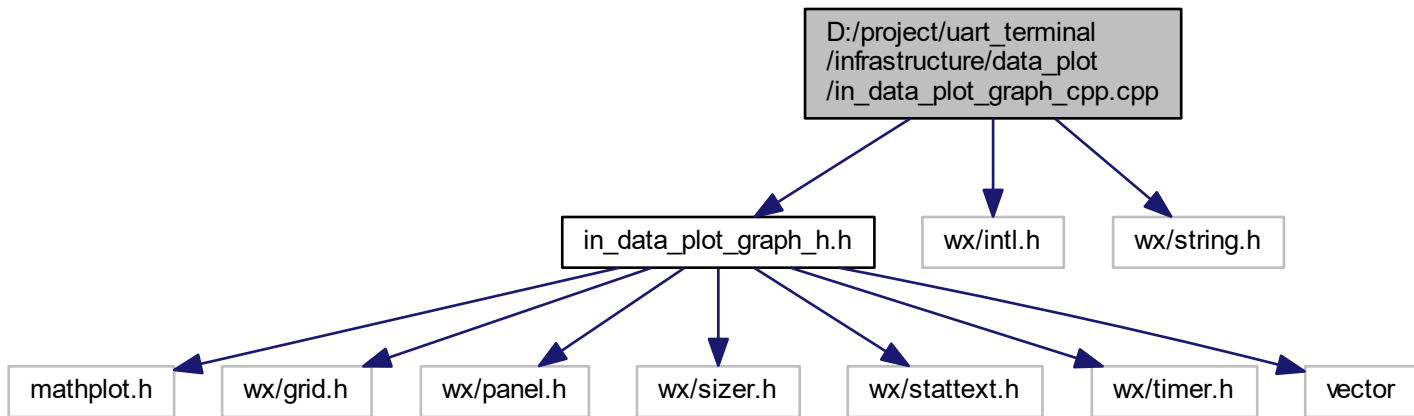 D:/project/uart_terminal
/infrastructure/data_plot
/in_data_plot_graph_cpp.cpp
in_data_plot_graph_h.h
wx/intl.h
wx/string.h
mathplot.h
wx/grid.h
wx/panel.h
wx/sizer.h
wx/stattext.h
wx/timer.h
vector